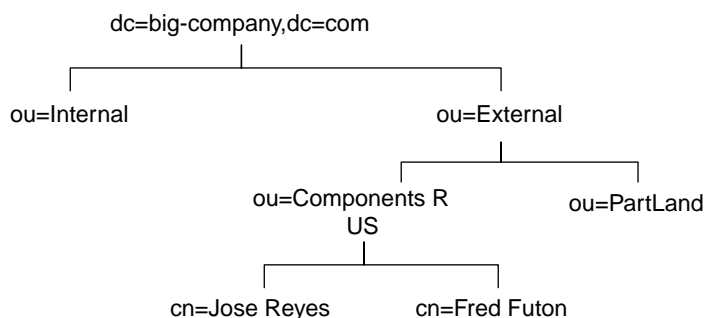 dc=big-company,dc=com
ou=Internal
ou=External
ou=Components R
US
ou=PartLand
cn=Jose Reyes
cn=Fred Futon